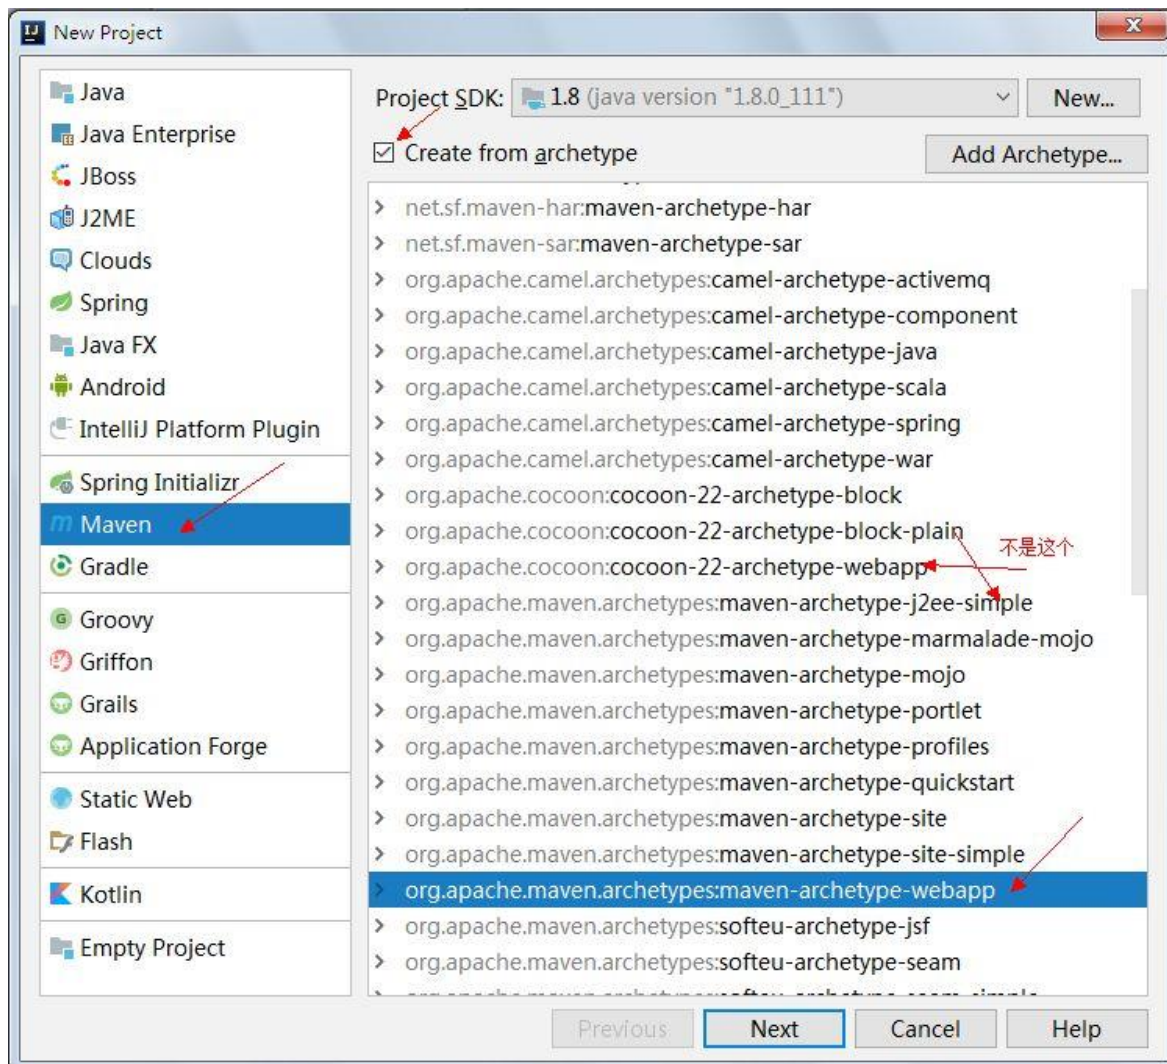 New Project
Java
Java Enterprise
JBoss
J2ME
Clouds
Spring
Java FX
Android
IntelliJ Platform Plugin
Spring Initializr
Maven
Gradle
Groovy
Griffon
Grails
Application Forge
Static Web
Flash
Kotlin
Empty Project
Project SDK: 1.8 (java version "1.8.0_111") New...
Create from archetype Add Archetype...
net.sf.maven-har:maven-archetype-har
net.sf.maven-sar:maven-archetype-sar
org.apache.camel.archetypes:camel-archetype-activemq
org.apache.camel.archetypes:camel-archetype-component
org.apache.camel.archetypes:camel-archetype-java
org.apache.camel.archetypes:camel-archetype-scala
org.apache.camel.archetypes:camel-archetype-spring
org.apache.camel.archetypes:camel-archetype-war
org.apache.cocoon:cocoon-22-archetype-block
org.apache.cocoon:cocoon-22-archetype-block-plain
不是这个
org.apache.cocoon:cocoon-22-archetype-webapp
org.apache.maven.archetypes:maven-archetype-j2ee-simple
org.apache.maven.archetypes:maven-archetype-marmalade-mojo
org.apache.maven.archetypes:maven-archetype-mojo
org.apache.maven.archetypes:maven-archetype-portlet
org.apache.maven.archetypes:maven-archetype-profiles
org.apache.maven.archetypes:maven-archetype-quickstart
org.apache.maven.archetypes:maven-archetype-site
org.apache.maven.archetypes:maven-archetype-site-simple
org.apache.maven.archetypes:maven-archetype-webapp
org.apache.maven.archetypes:softeu-archetype-jsf
org.apache.maven.archetypes:softeu-archetype-seam
Previous Next Cancel Help